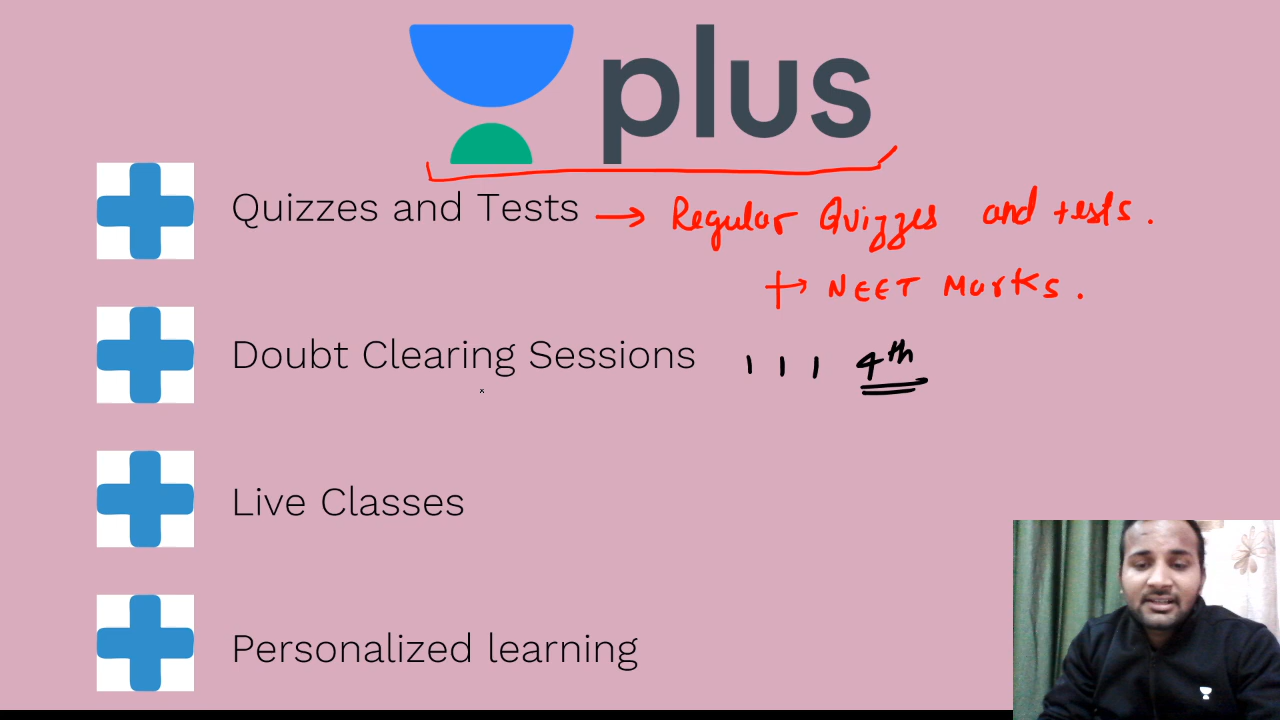 plus
Quizzes and Tests → Regular Quizzes and tests.
→ NEET Marks.
Doubt Clearing Sessions 1 1 1 4th
Live Classes
Personalized learning